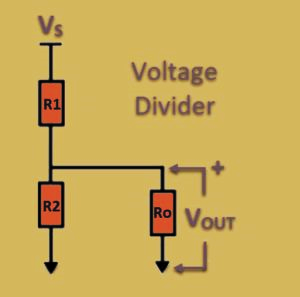 Vs
R1
Voltage
Divider
+
R2
Ro
VOUT